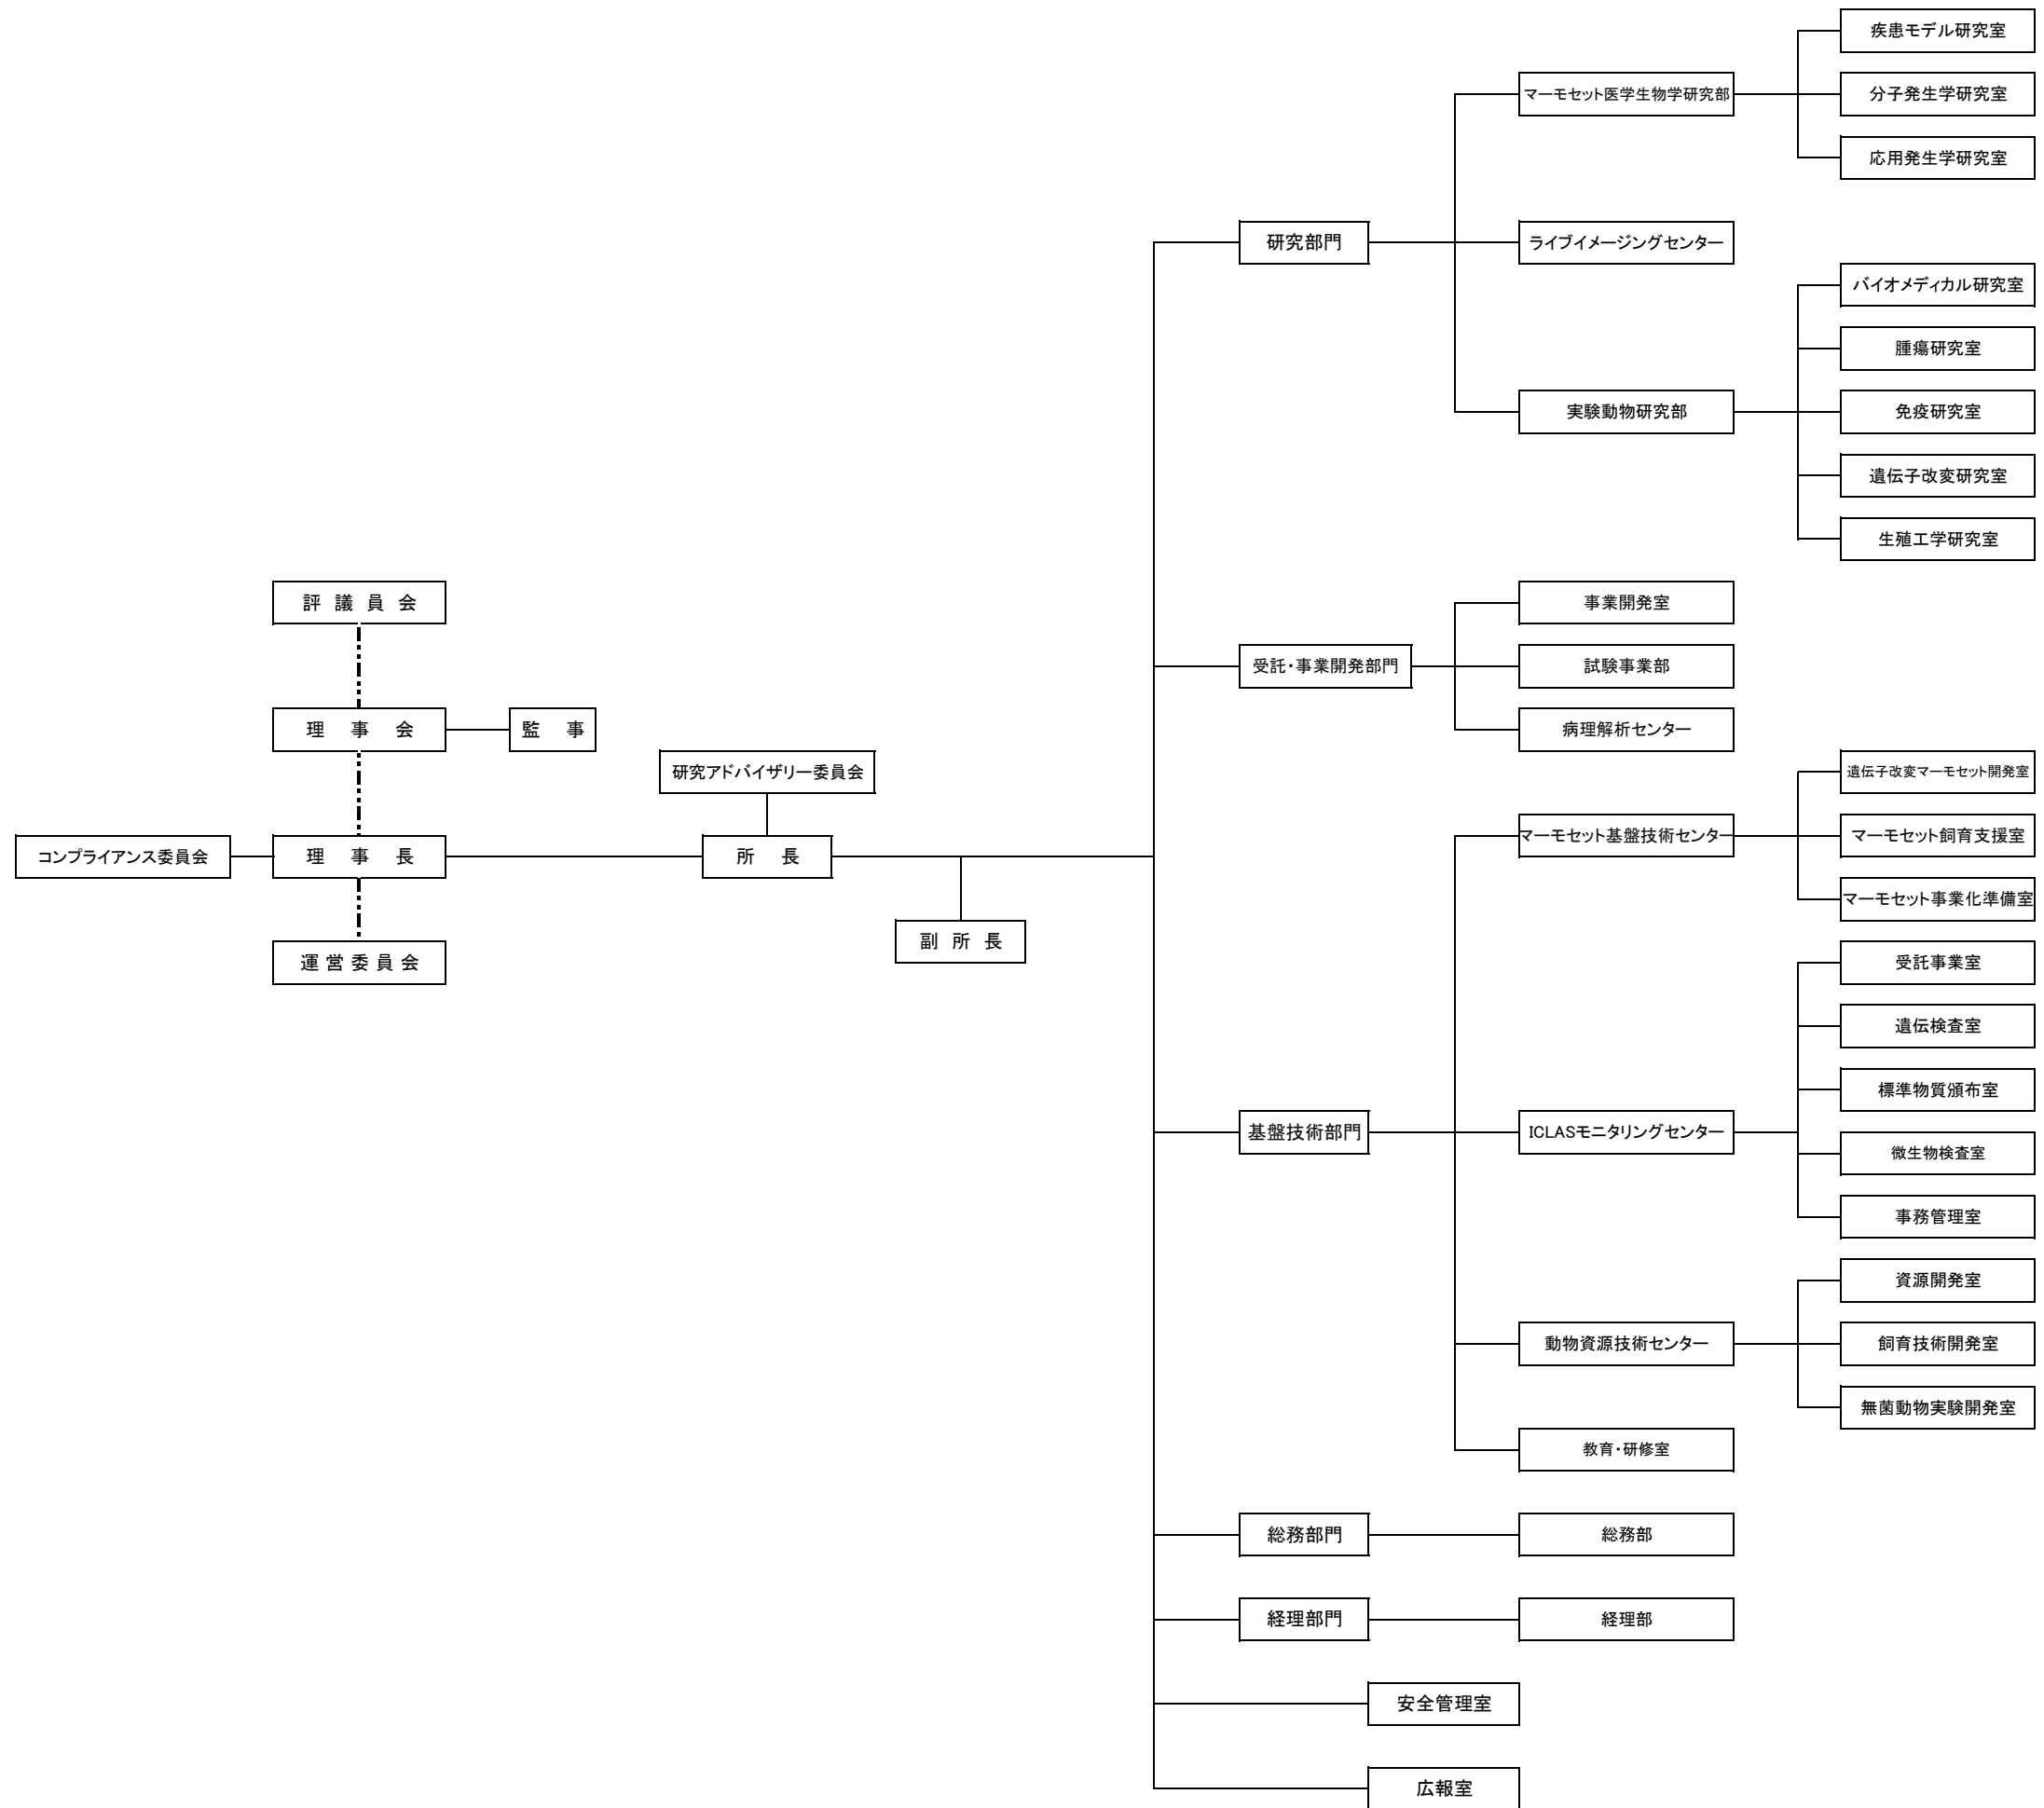 疾患モデル研究室
マーモセット医学生物学研究部
分子発生学研究室
応用発生学研究室
研究部門
ライブイメージングセンター
バイオメディカル研究室
腫瘍研究室
実験動物研究部
免疫研究室
遺伝子改変研究室
生殖工学研究室
評議員会
事業開発室
受託・事業開発部門
試験事業部
理事会
監事
病理解析センター
研究アドバイザリー委員会
遺伝子改変マーモセット開発室
コンプライアンス委員会
理事長
所長
マーモセット基盤技術センター
マーモセット飼育支援室
マーモセット事業化準備室
副所長
運営委員会
受託事業室
遺伝検査室
標準物質頒布室
基盤技術部門
ICLASモニタリングセンター
微生物検査室
事務管理室
資源開発室
動物資源技術センター
飼育技術開発室
無菌動物実験開発室
教育・研修室
総務部門
総務部
経理部門
経理部
安全管理室
広報室